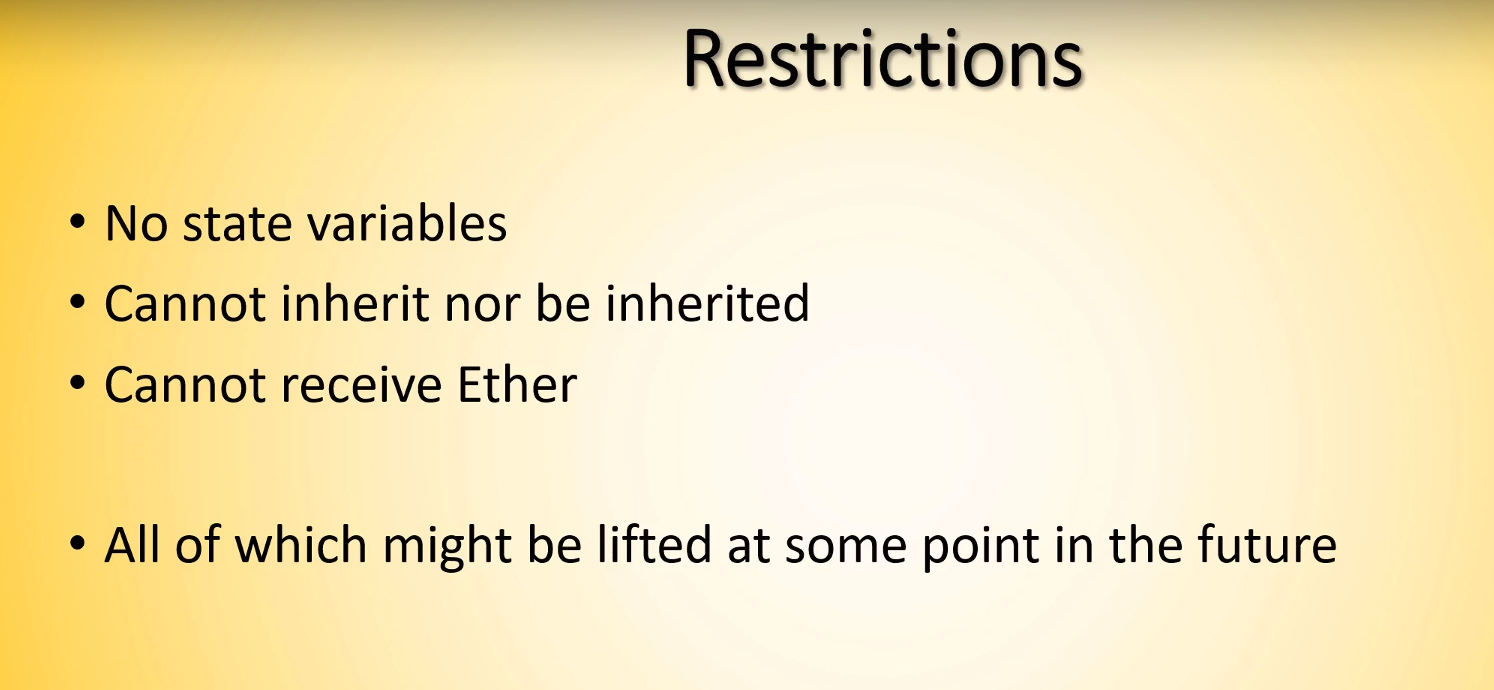 Restrictions
• No state variables
• Cannot inherit nor be inherited
• Cannot receive Ether
• All of which might be lifted at some point in the future